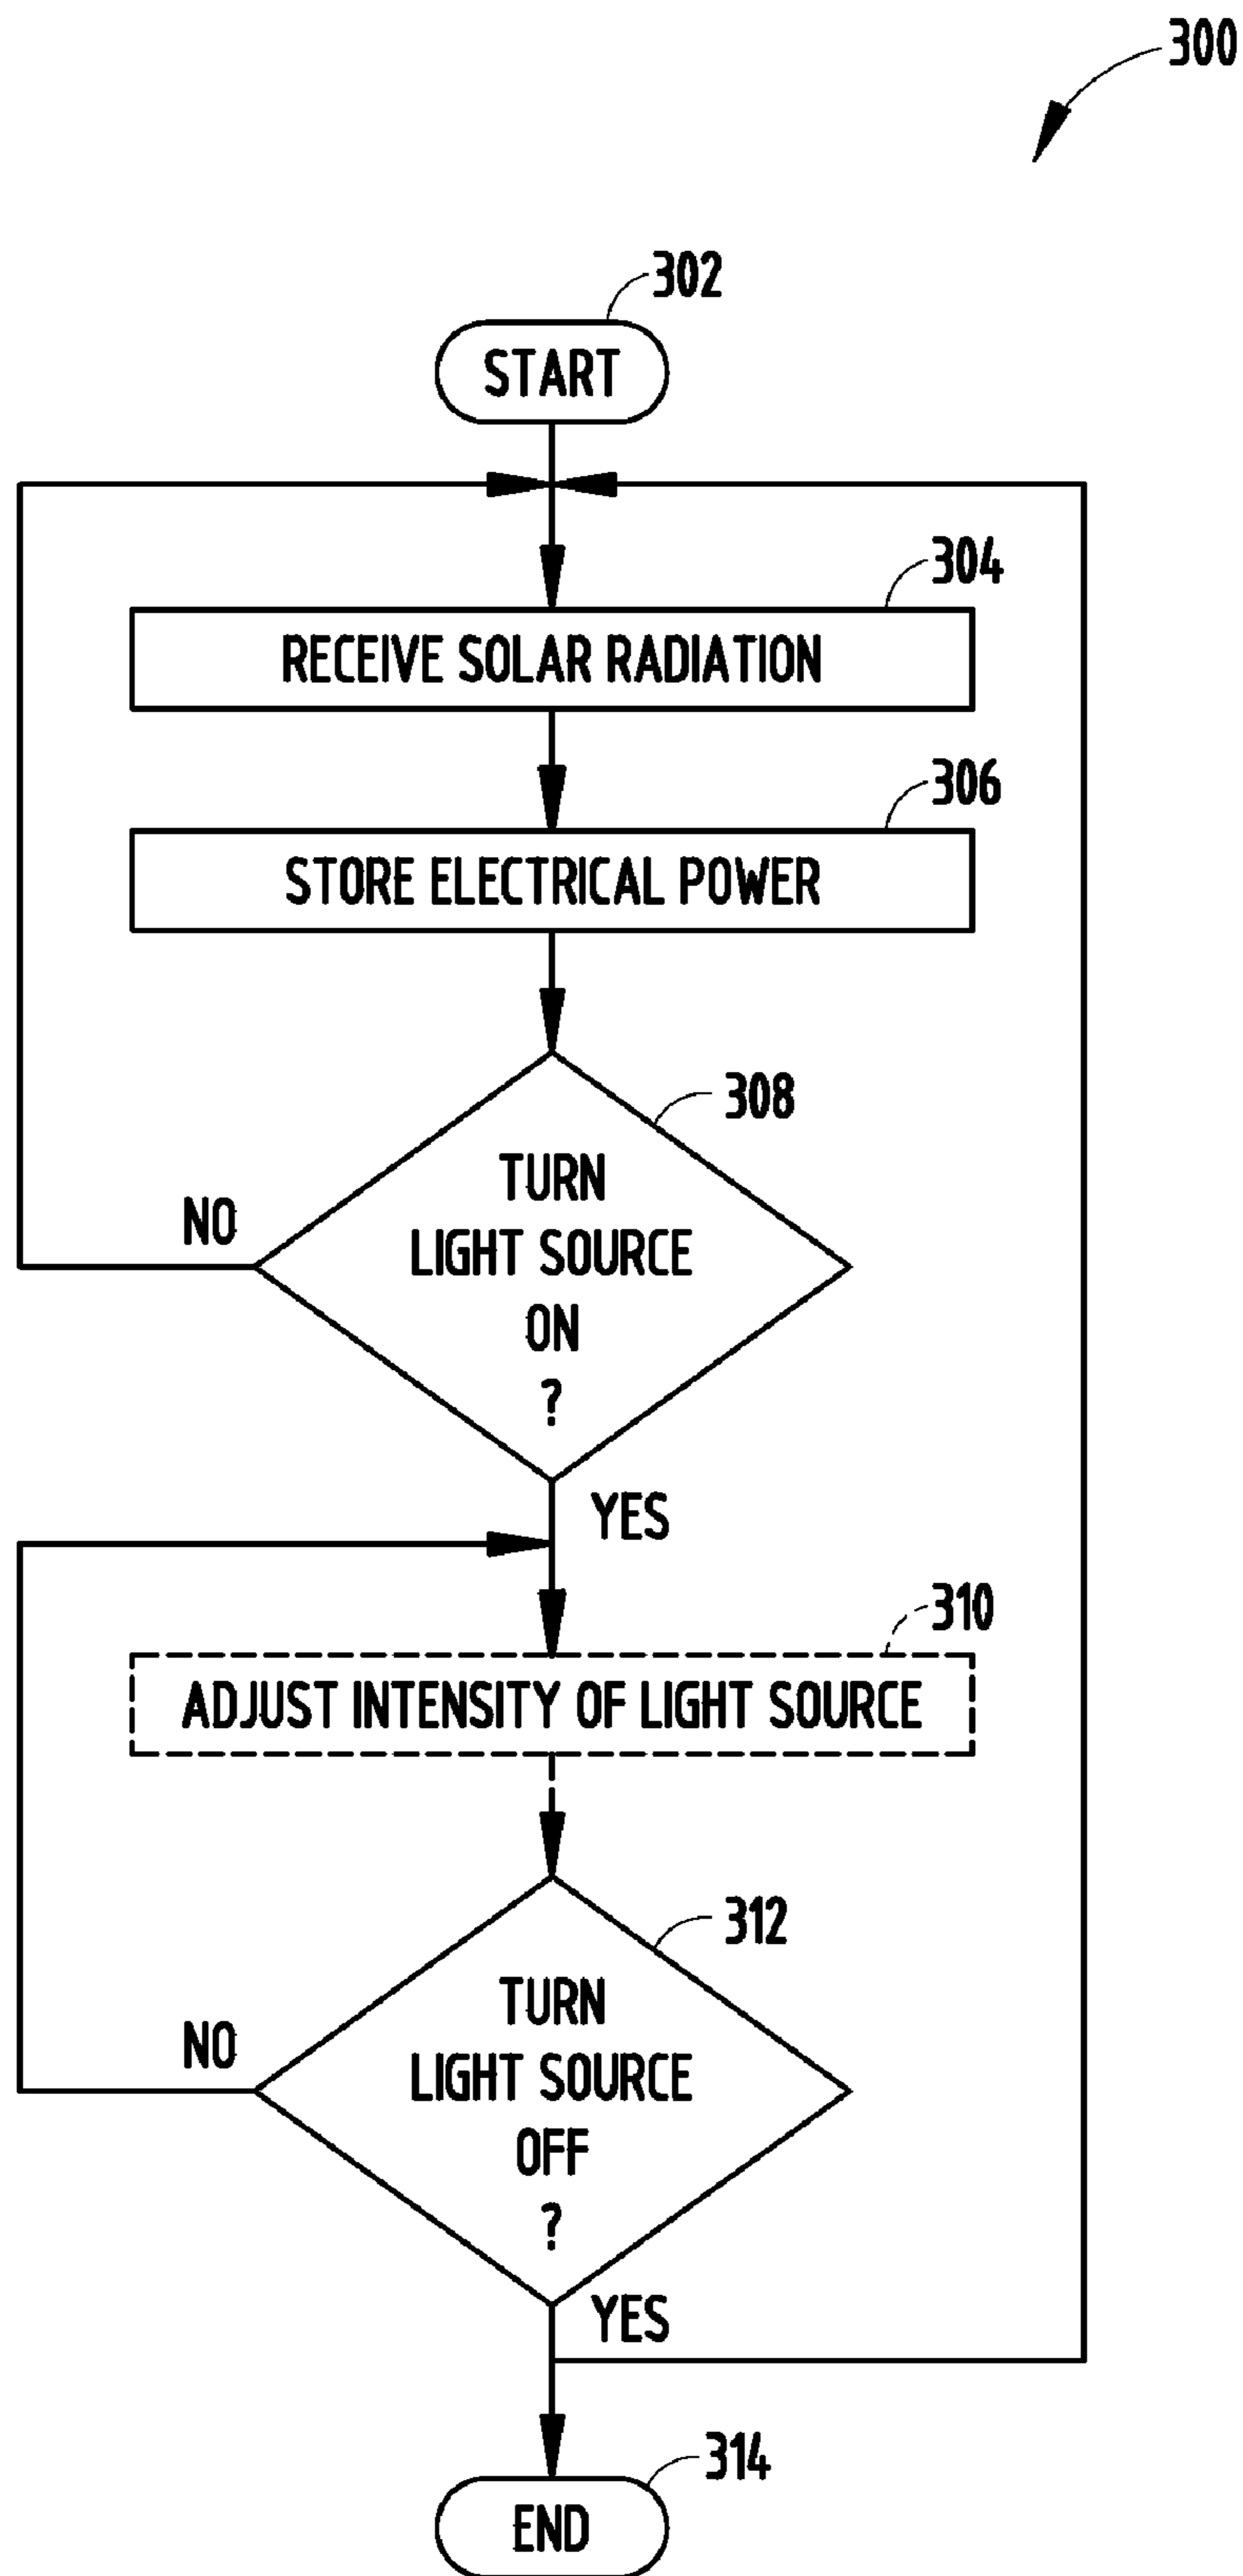 300
302
START
304
RECEIVE SOLAR RADIATION
306
STORE ELECTRICAL POWER
308
TURN
LIGHT SOURCE
ON
?
NO
YES
310
ADJUST INTENSITY OF LIGHT SOURCE
312
TURN
LIGHT SOURCE
OFF
?
NO
YES
314
END